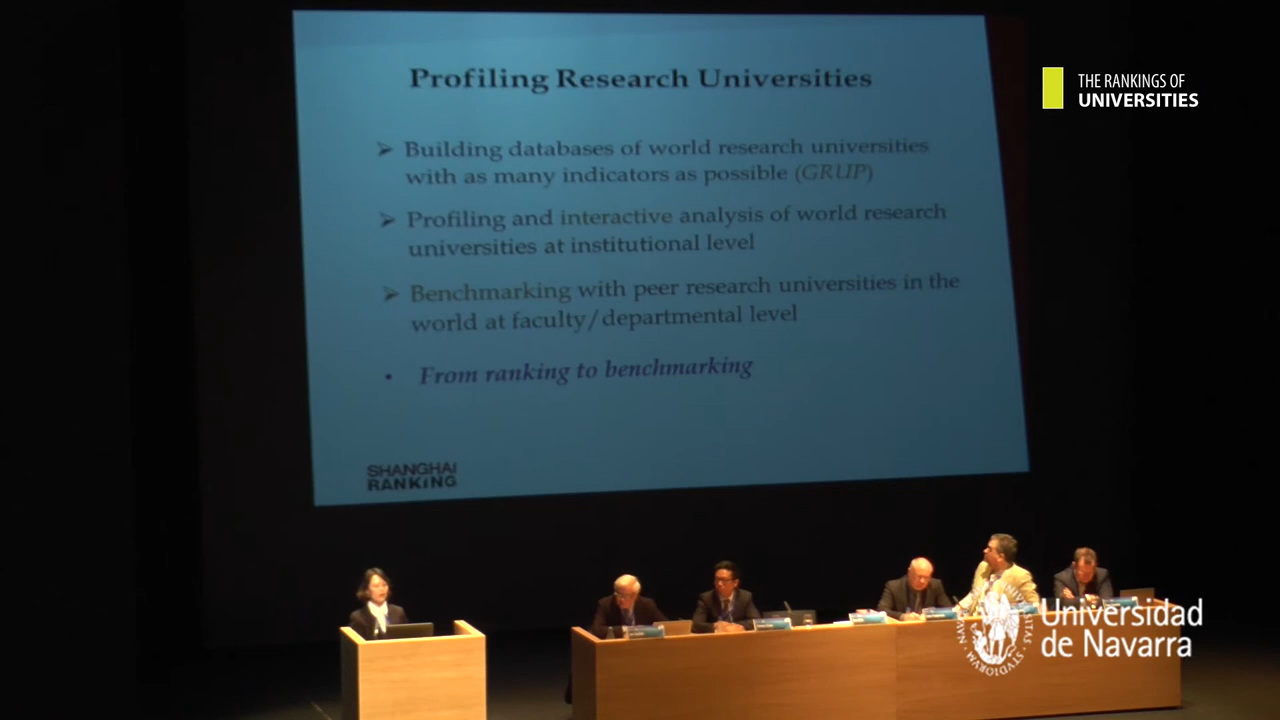 Profiling Research Universities
THE RANKINGS OF
UNIVERSITIES
➢ Building databases of world research universities
with as many indicators as possible (GRUP)
➢ Profiling and interactive analysis of world research
universities at institutional level
➢ Benchmarking with peer research universities in the
world at faculty/departmental level
• From ranking to benchmarking
SHANGHAI
RANKING
Universidad
de Navarra